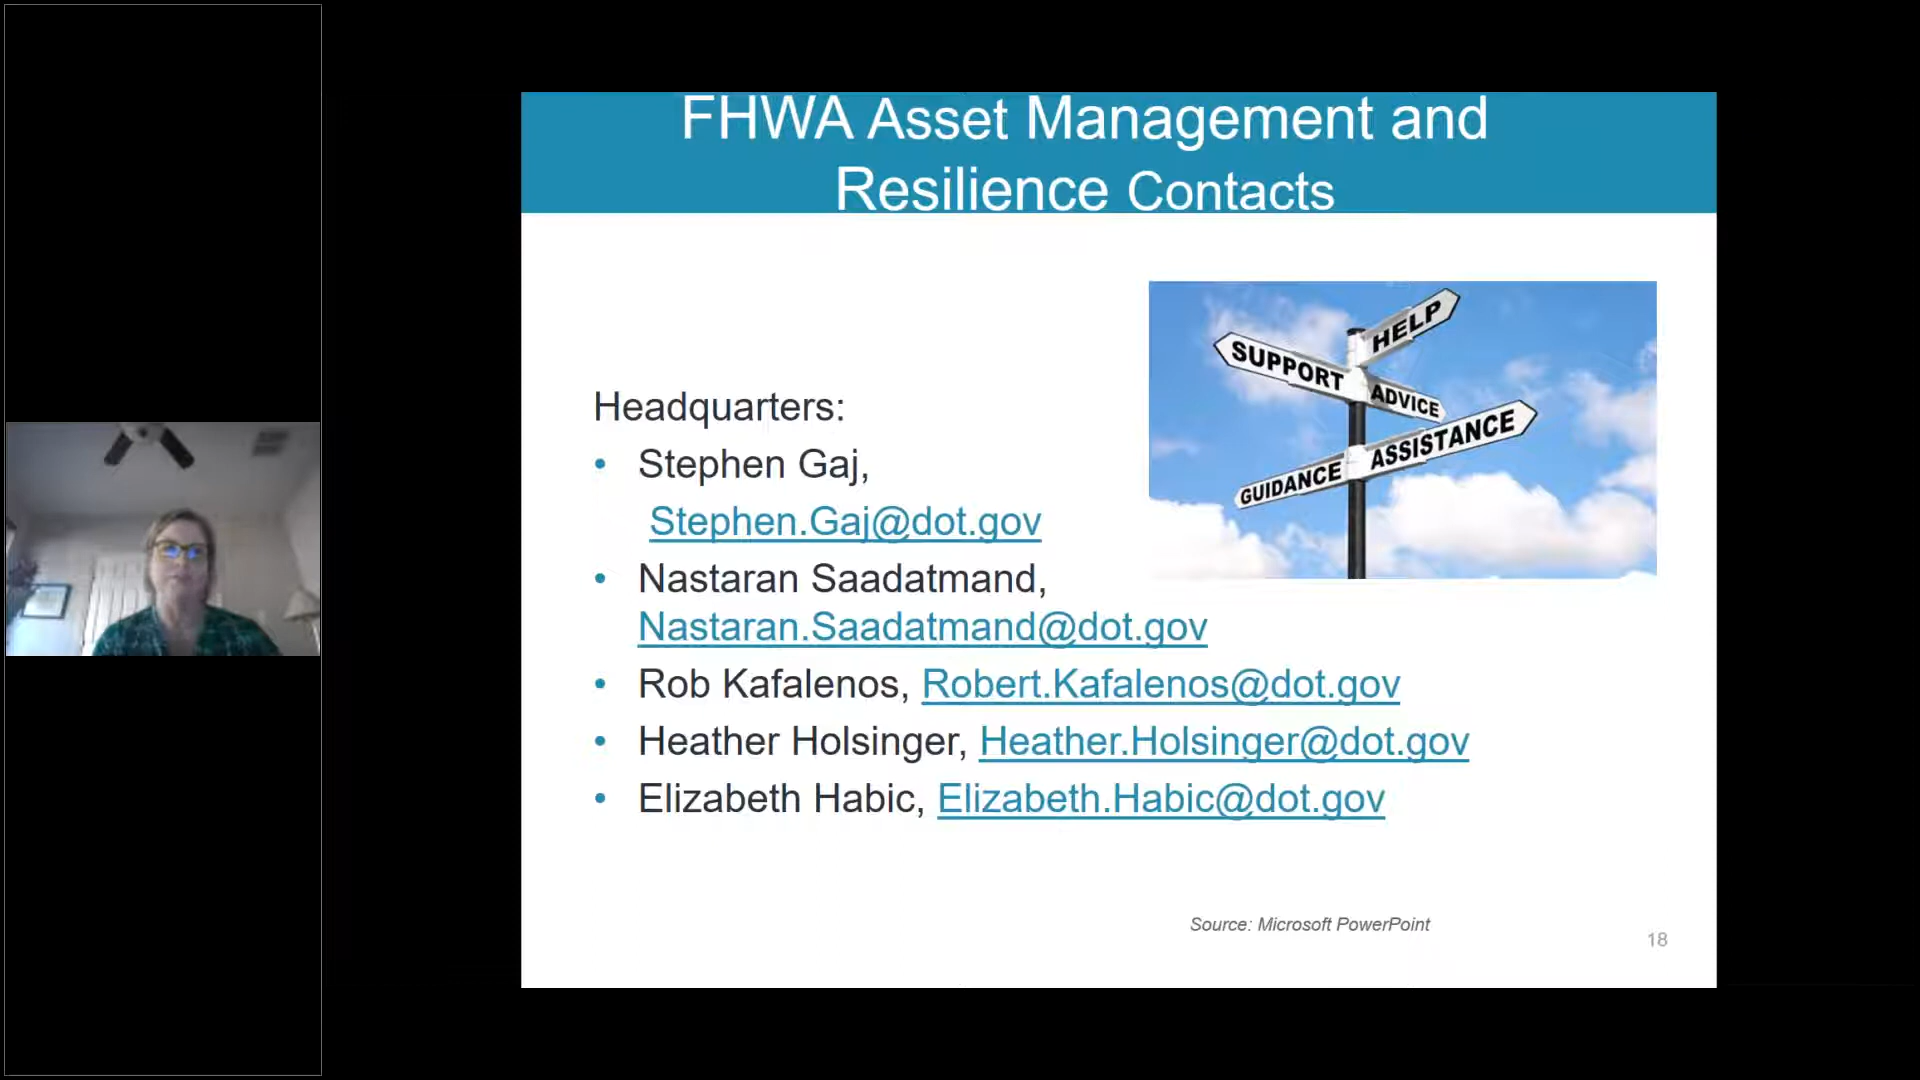 FHWA Asset Management and
Resilience Contacts
HELP
SUPPORT
ADVICE
ASSISTANCE
GUIDANCE
Headquarters:
• Stephen Gaj,
Stephen.Gaj@dot.gov
• Nastaran Saadatmand,
Nastaran.Saadatmand@dot.gov
• Rob Kafalenos, Robert.Kafalenos@dot.gov
• Heather Holsinger, Heather.Holsinger@dot.gov
• Elizabeth Habic, Elizabeth.Habic@dot.gov
Source: Microsoft PowerPoint
18